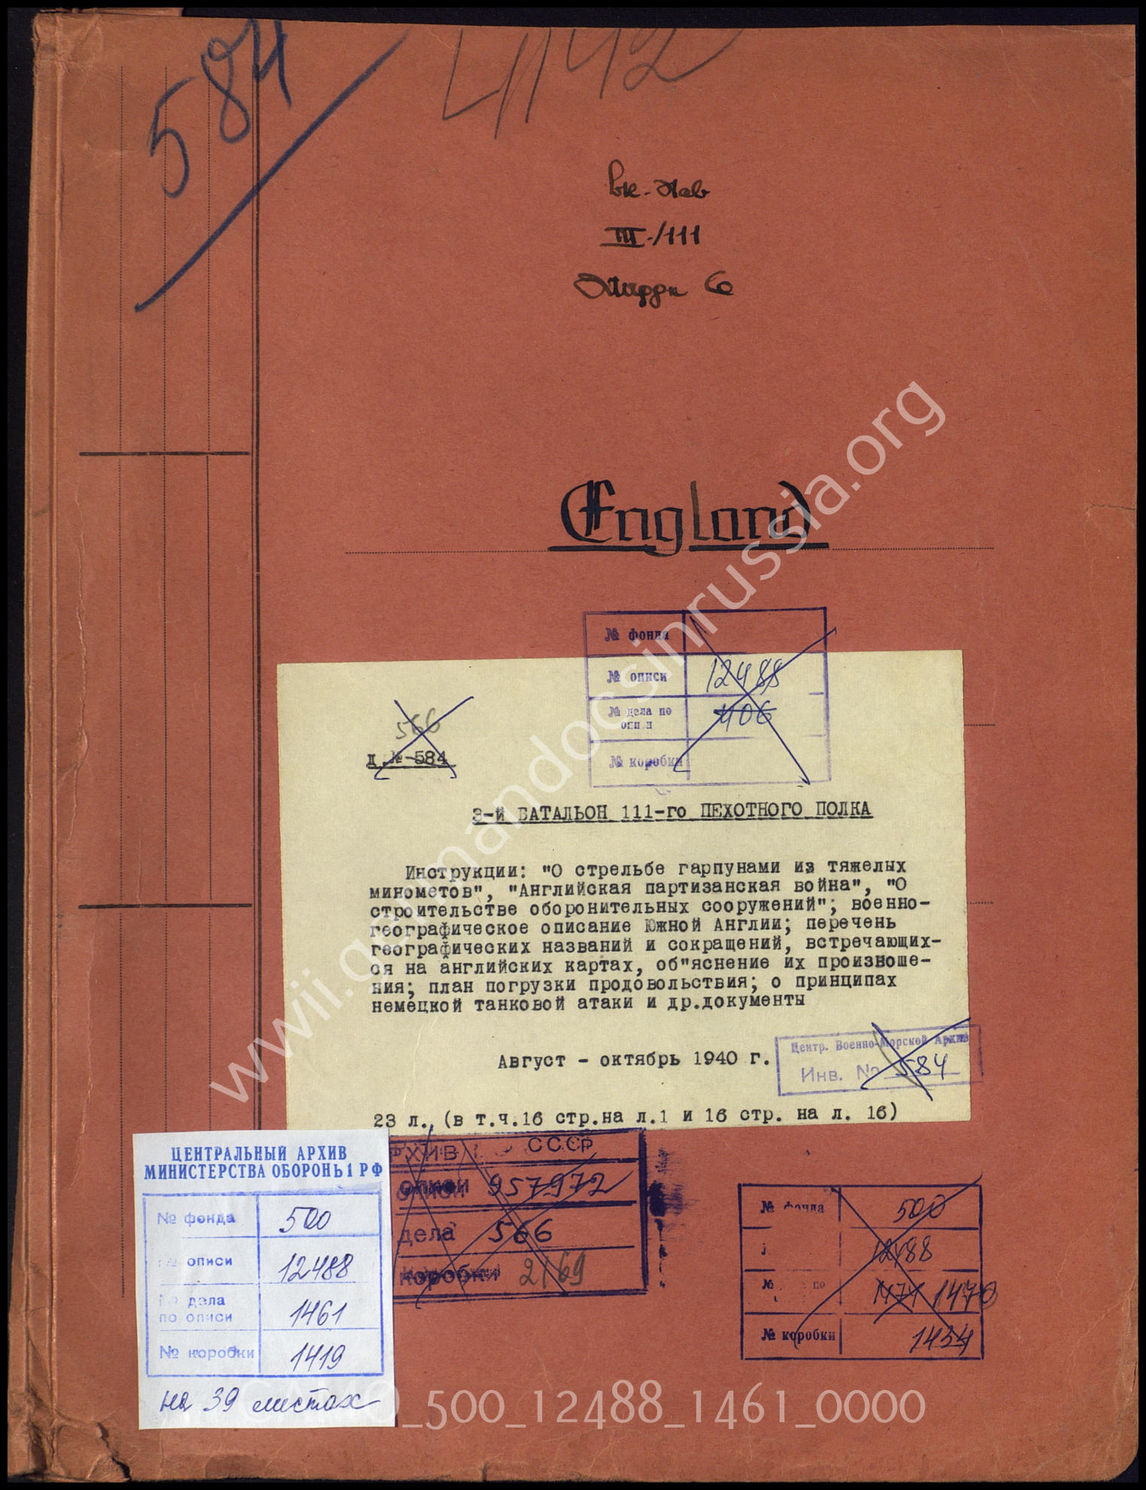 584
III-/111
England
№ фонда
№ описи 12488
№ дела по описи 406
№ коробки
566
Д.№-584
3-й БАТАЛЬОН 111-го ПЕХОТНОГО ПОЛКА
Инструкции: "О стрельбе гарпунами из тяжелых
минометов", "Английская партизанская война", "О
строительстве оборонительных сооружений"; военно-
географическое описание Южной Англии; перечень
географических названий и сокращений, встречающих-
ся на английских картах, об"яснение их произноше-
ния; план погрузки продовольствия; о принципах
немецкой танковой атаки и др.документы
Август - октябрь 1940 г.
Центр. Военно-Морской Архив
Инв. № 584
23 л., (в т.ч.16 стр.на л.1 и 16 стр. на л. 16)
ЦЕНТРАЛЬНЫЙ АРХИВ
МИНИСТЕРСТВА ОБОРОНЫ РФ
№ фонда 500
№ описи 12488
№ дела
по описи 1461
№ коробки 1419
на 39 листах
АРХИВ СССР
описи 957972
дела 566
коробки 2169
№ фонда 500
12488
№ по 1471 1470
№ коробки 1454
www.germandocsinrussia.org
_500_12488_1461_0000